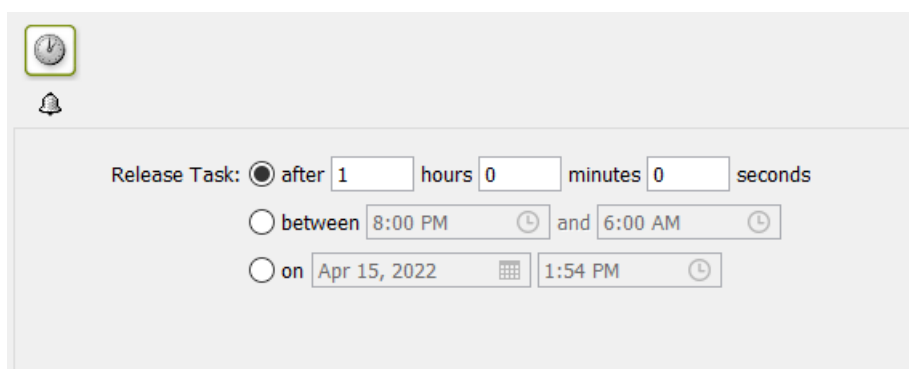 Release Task: after 1 hours 0 minutes 0 seconds
between 8:00 PM and 6:00 AM
on Apr 15, 2022 1:54 PM